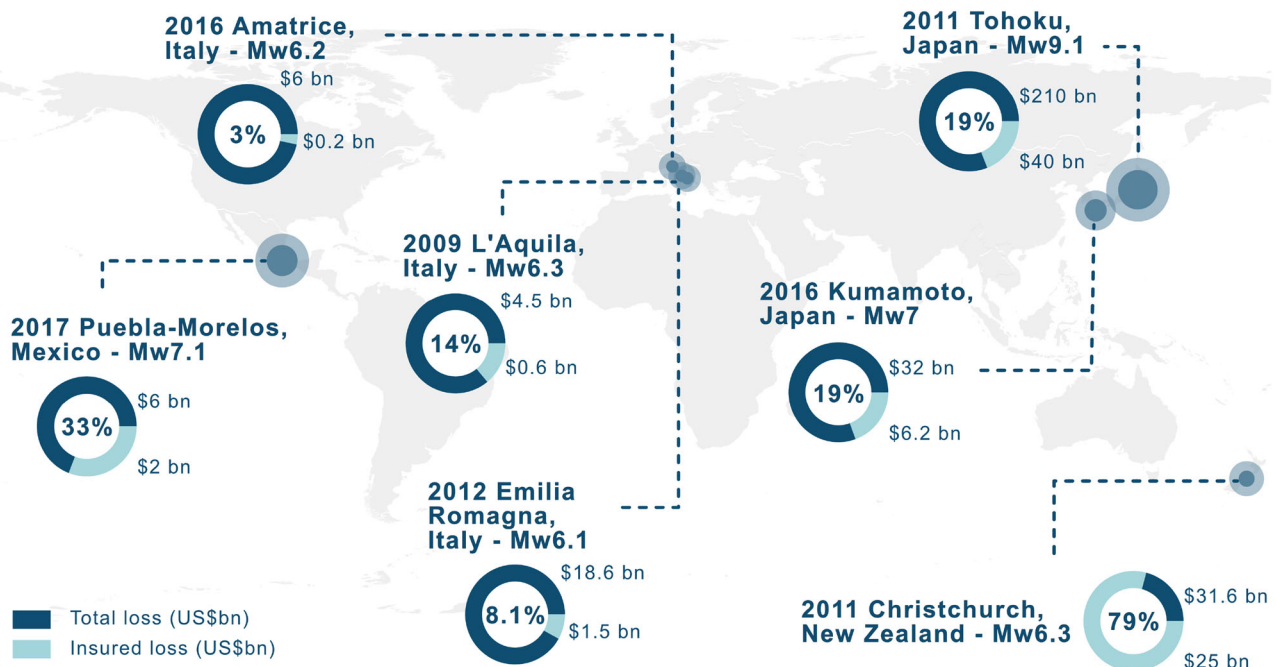 2016 Amatrice,
Italy - Mw6.2
$6 bn
3%
$0.2 bn
2011 Tohoku,
Japan - Mw9.1
$210 bn
19%
$40 bn
2009 L'Aquila,
Italy - Mw6.3
$4.5 bn
14%
$0.6 bn
2016 Kumamoto,
Japan - Mw7
$32 bn
19%
$6.2 bn
2017 Puebla-Morelos,
Mexico - Mw7.1
$6 bn
33%
$2 bn
2012 Emilia
Romagna,
Italy - Mw6.1
$18.6 bn
8.1%
$1.5 bn
2011 Christchurch,
New Zealand - Mw6.3
$31.6 bn
79%
$25 bn
Total loss (US$bn)
Insured loss (US$bn)